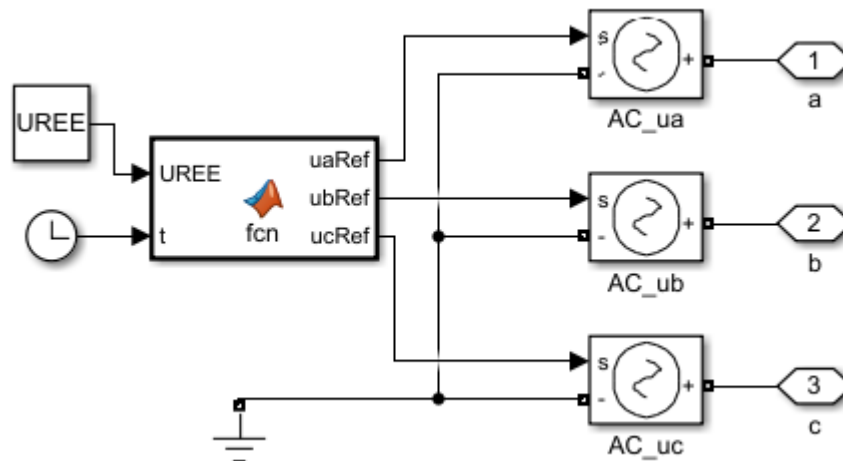 UREE
UREE
t
fcn
uaRef
ubRef
ucRef
s
-
+
AC_ua
1
a
s
-
+
AC_ub
2
b
s
-
+
AC_uc
3
c